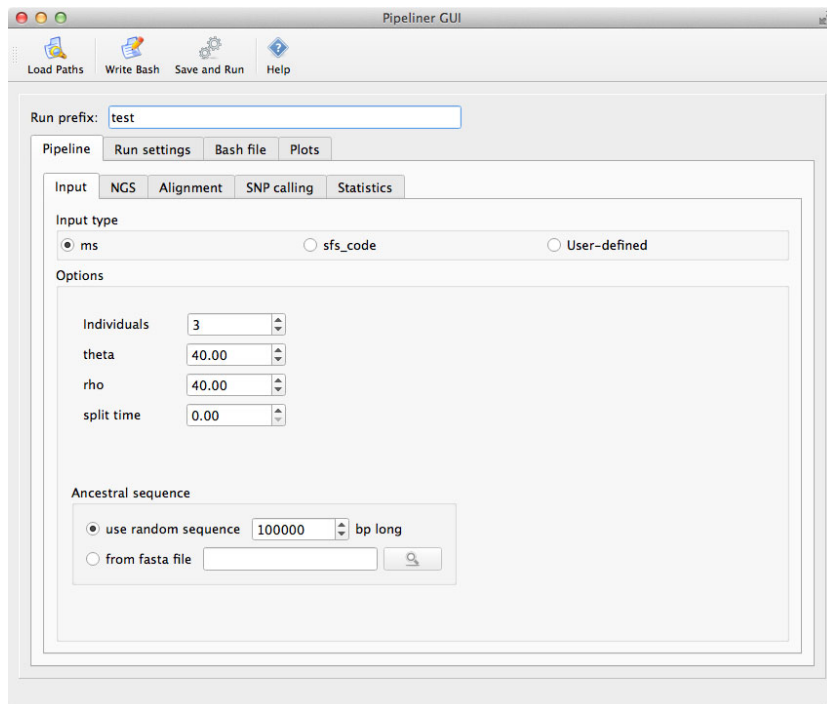 Pipeliner GUI
Load Paths Write Bash Save and Run Help
Run prefix: test
Pipeline Run settings Bash file Plots
Input NGS Alignment SNP calling Statistics
Input type
ms sfs_code User-defined
Options
Individuals 3
theta 40.00
rho 40.00
split time 0.00
Ancestral sequence
use random sequence 100000 bp long
from fasta file